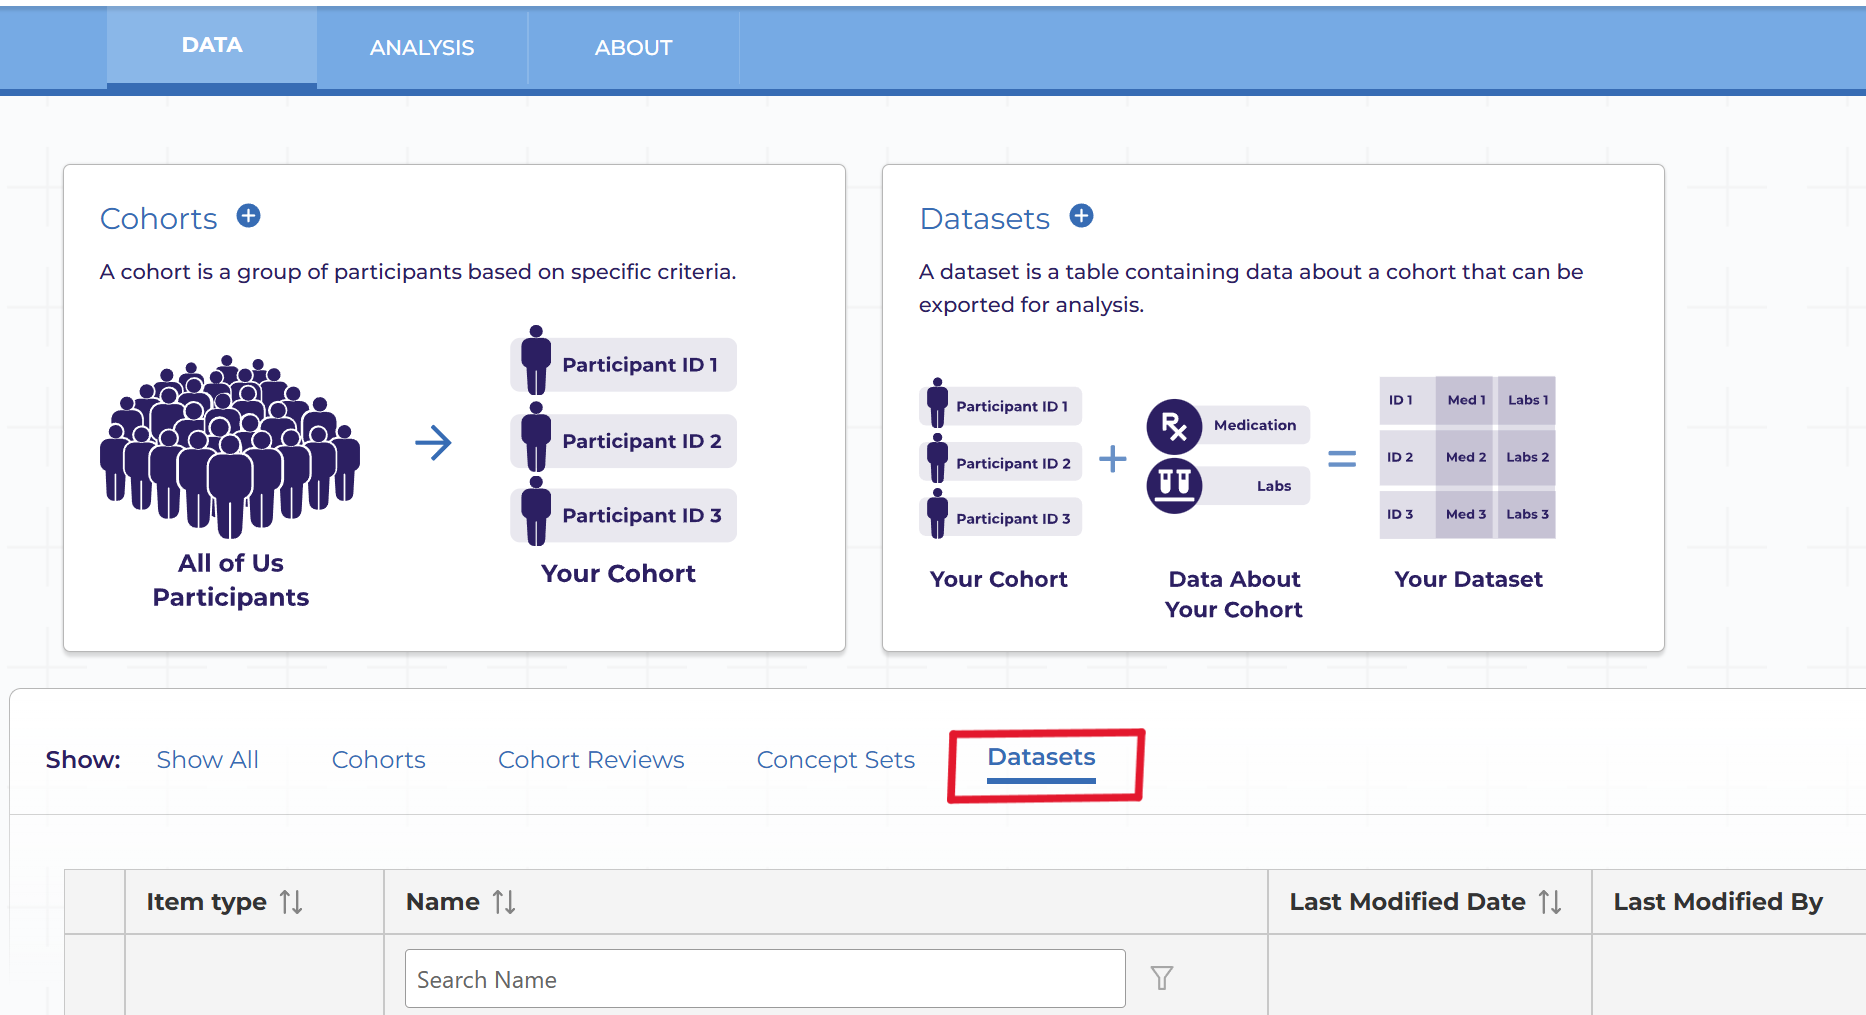 DATA
ANALYSIS
ABOUT
Cohorts
A cohort is a group of participants based on specific criteria.
Participant ID 1
Participant ID 2
Participant ID 3
All of Us
Participants
Your Cohort
Datasets
A dataset is a table containing data about a cohort that can be
exported for analysis.
Participant ID 1
Participant ID 2
Participant ID 3
Your Cohort
Rx
Medication
Labs
Data About
Your Cohort
ID 1 Med 1 Labs 1
ID 2 Med 2 Labs 2
ID 3 Med 3 Labs 3
Your Dataset
Show: Show All Cohorts Cohort Reviews Concept Sets Datasets
Item type Name Last Modified Date Last Modified By
Search Name